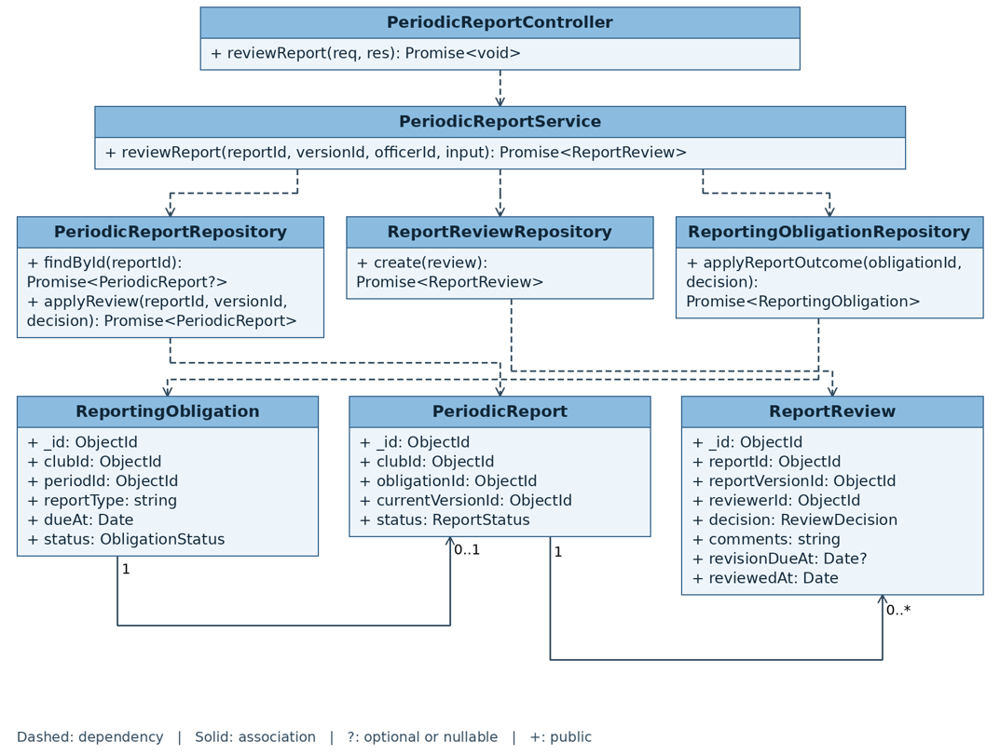 PeriodicReportController
+ reviewReport(req, res): Promise<void>
PeriodicReportService
+ reviewReport(reportId, versionId, officerId, input): Promise<ReportReview>
PeriodicReportRepository
+ findById(reportId):
Promise<PeriodicReport?>
+ applyReview(reportId, versionId,
decision): Promise<PeriodicReport>
ReportReviewRepository
+ create(review):
Promise<ReportReview>
ReportingObligationRepository
+ applyReportOutcome(obligationId,
decision):
Promise<ReportingObligation>
ReportingObligation
+ _id: ObjectId
+ clubId: ObjectId
+ periodId: ObjectId
+ reportType: string
+ dueAt: Date
+ status: ObligationStatus
PeriodicReport
+ _id: ObjectId
+ clubId: ObjectId
+ obligationId: ObjectId
+ currentVersionId: ObjectId
+ status: ReportStatus
ReportReview
+ _id: ObjectId
+ reportId: ObjectId
+ reportVersionId: ObjectId
+ reviewerId: ObjectId
+ decision: ReviewDecision
+ comments: string
+ revisionDueAt: Date?
+ reviewedAt: Date
1
0..1
1
0..*
Dashed: dependency | Solid: association | ?: optional or nullable | +: public